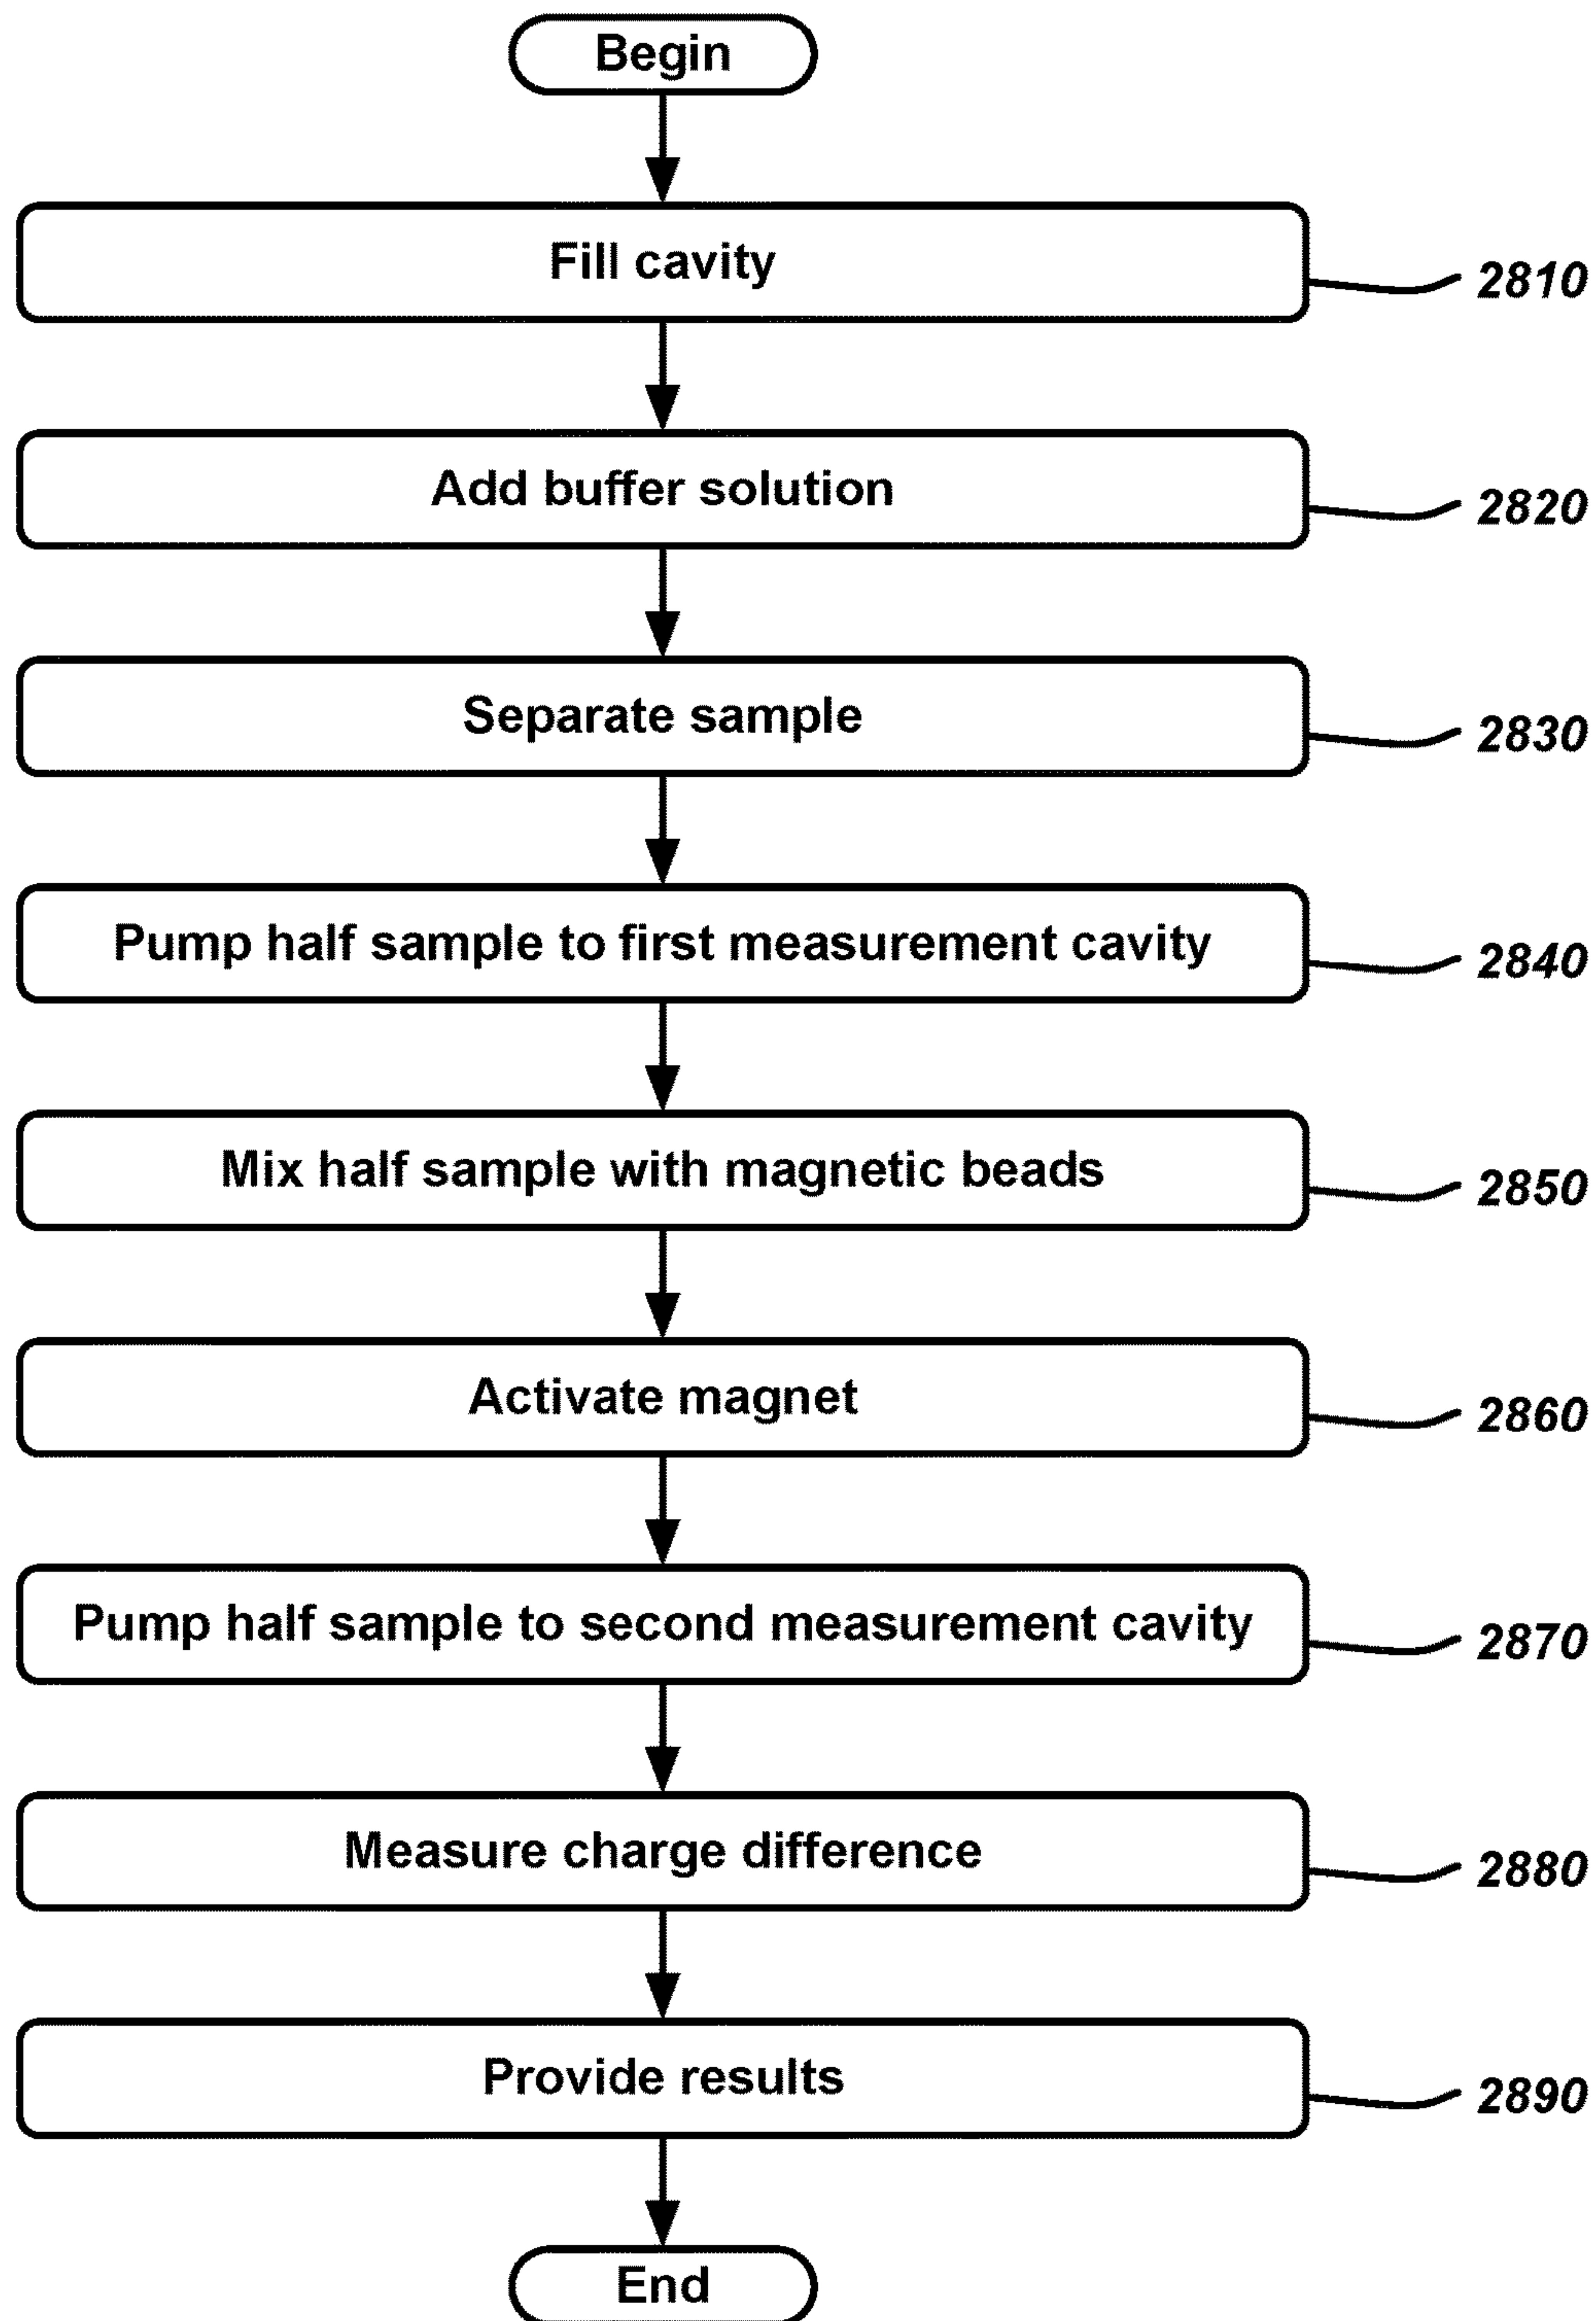 Begin
Fill cavity
2810
Add buffer solution
2820
Separate sample
2830
Pump half sample to first measurement cavity
2840
Mix half sample with magnetic beads
2850
Activate magnet
2860
Pump half sample to second measurement cavity
2870
Measure charge difference
2880
Provide results
2890
End